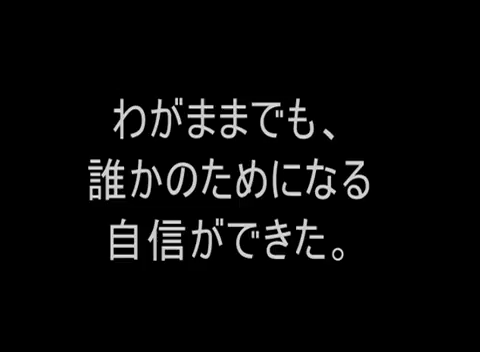 わがままでも、
誰かのためになる
自信ができた。